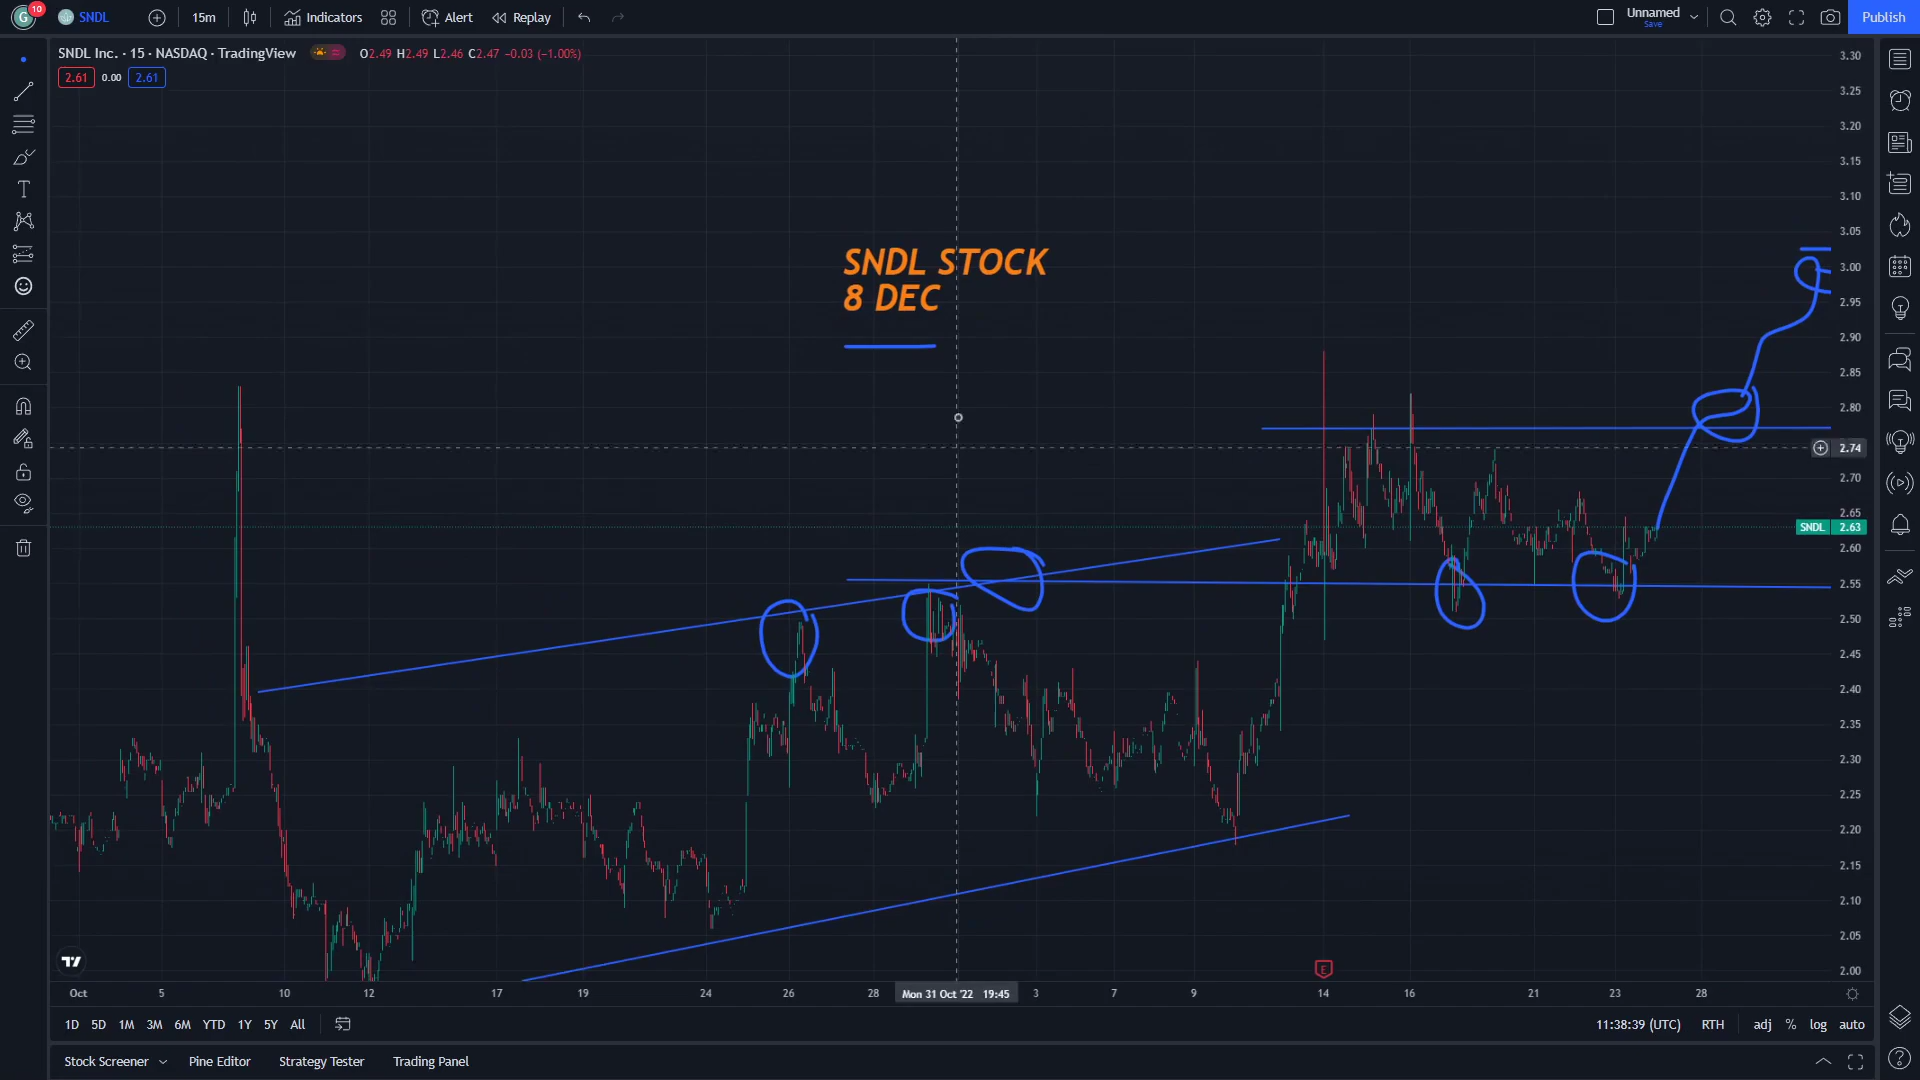 G 10 SNDL 15m Indicators Alert Replay Unnamed Save Publish
SNDL Inc. · 15 · NASDAQ · TradingView O2.49 H2.49 L2.46 C2.47 −0.03 (−1.00%)
2.61 0.00 2.61
SNDL STOCK
8 DEC
3.30
3.25
3.20
3.15
3.10
3.05
3.00
2.95
2.90
2.85
2.80
2.74
2.70
2.65
SNDL 2.63
2.60
2.55
2.50
2.45
2.40
2.35
2.30
2.25
2.20
2.15
2.10
2.05
2.00
E
Oct 5 10 12 17 19 24 26 28 Mon 31 Oct '22 19:45 3 7 9 14 16 21 23 28
1D 5D 1M 3M 6M YTD 1Y 5Y All 11:38:39 (UTC) RTH adj % log auto
Stock Screener Pine Editor Strategy Tester Trading Panel